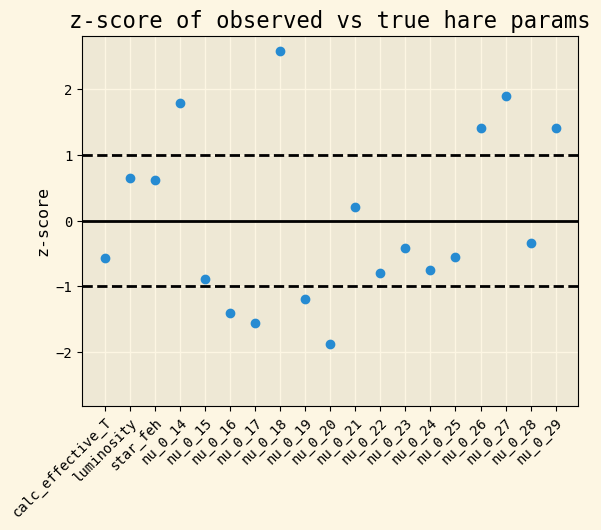 z-score of observed vs true hare params
z-score
2
1
0
−1
−2
calc_effective_T
luminosity
star_feh
nu_0_14
nu_0_15
nu_0_16
nu_0_17
nu_0_18
nu_0_19
nu_0_20
nu_0_21
nu_0_22
nu_0_23
nu_0_24
nu_0_25
nu_0_26
nu_0_27
nu_0_28
nu_0_29